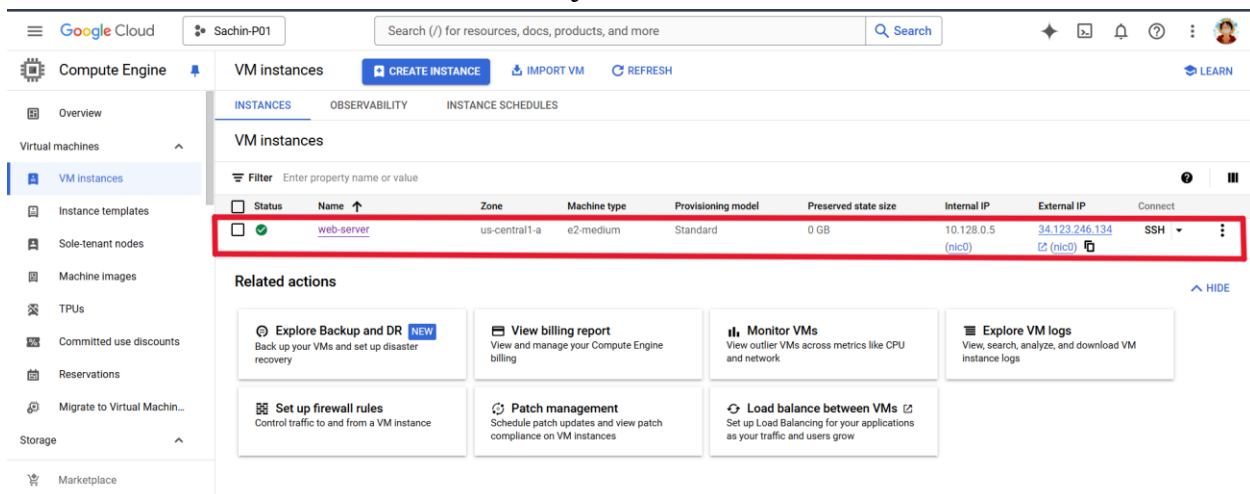 Google Cloud Sachin-P01 Search (/) for resources, docs, products, and more Search
Compute Engine VM instances CREATE INSTANCE IMPORT VM REFRESH LEARN
Overview
Virtual machines
VM instances
Instance templates
Sole-tenant nodes
Machine images
TPUs
Committed use discounts
Reservations
Migrate to Virtual Machin...
Storage
Marketplace
INSTANCES OBSERVABILITY INSTANCE SCHEDULES
VM instances
Filter Enter property name or value
Status Name Zone Machine type Provisioning model Preserved state size Internal IP External IP Connect
web-server us-central1-a e2-medium Standard 0 GB 10.128.0.5 34.123.246.134 SSH
(nic0) (nic0)
Related actions
HIDE
Explore Backup and DR NEW
Back up your VMs and set up disaster
recovery
View billing report
View and manage your Compute Engine
billing
Monitor VMs
View outlier VMs across metrics like CPU
and network
Explore VM logs
View, search, analyze, and download VM
instance logs
Set up firewall rules
Control traffic to and from a VM instance
Patch management
Schedule patch updates and view patch
compliance on VM instances
Load balance between VMs
Set up Load Balancing for your applications
as your traffic and users grow